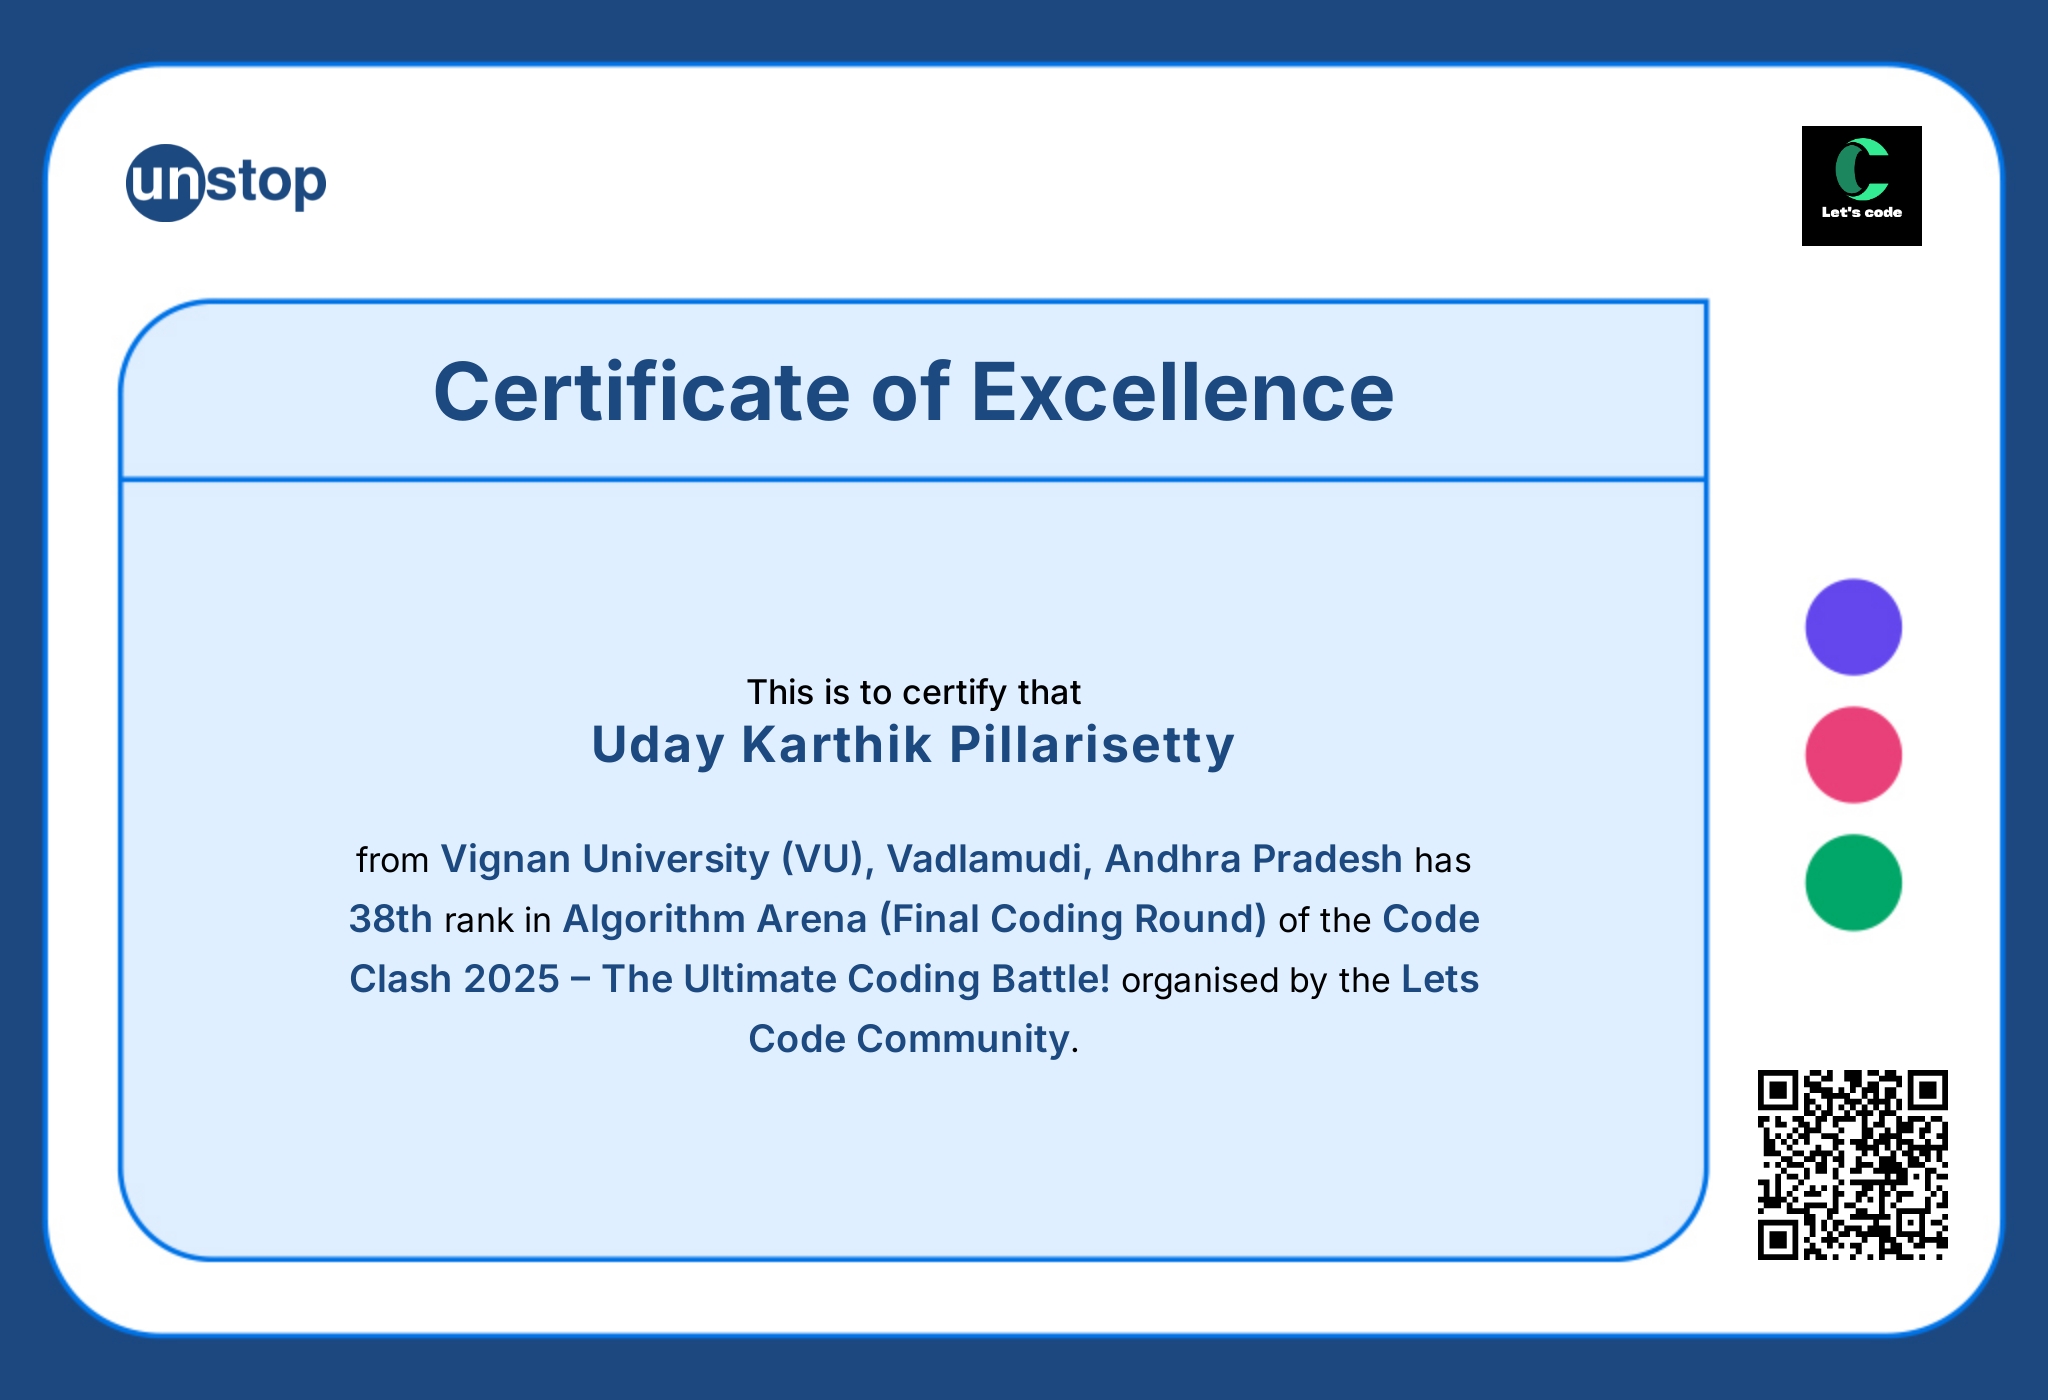 unstop
Let's code
Certificate of Excellence
This is to certify that
Uday Karthik Pillarisetty
from Vignan University (VU), Vadlamudi, Andhra Pradesh has
38th rank in Algorithm Arena (Final Coding Round) of the Code
Clash 2025 – The Ultimate Coding Battle! organised by the Lets
Code Community.